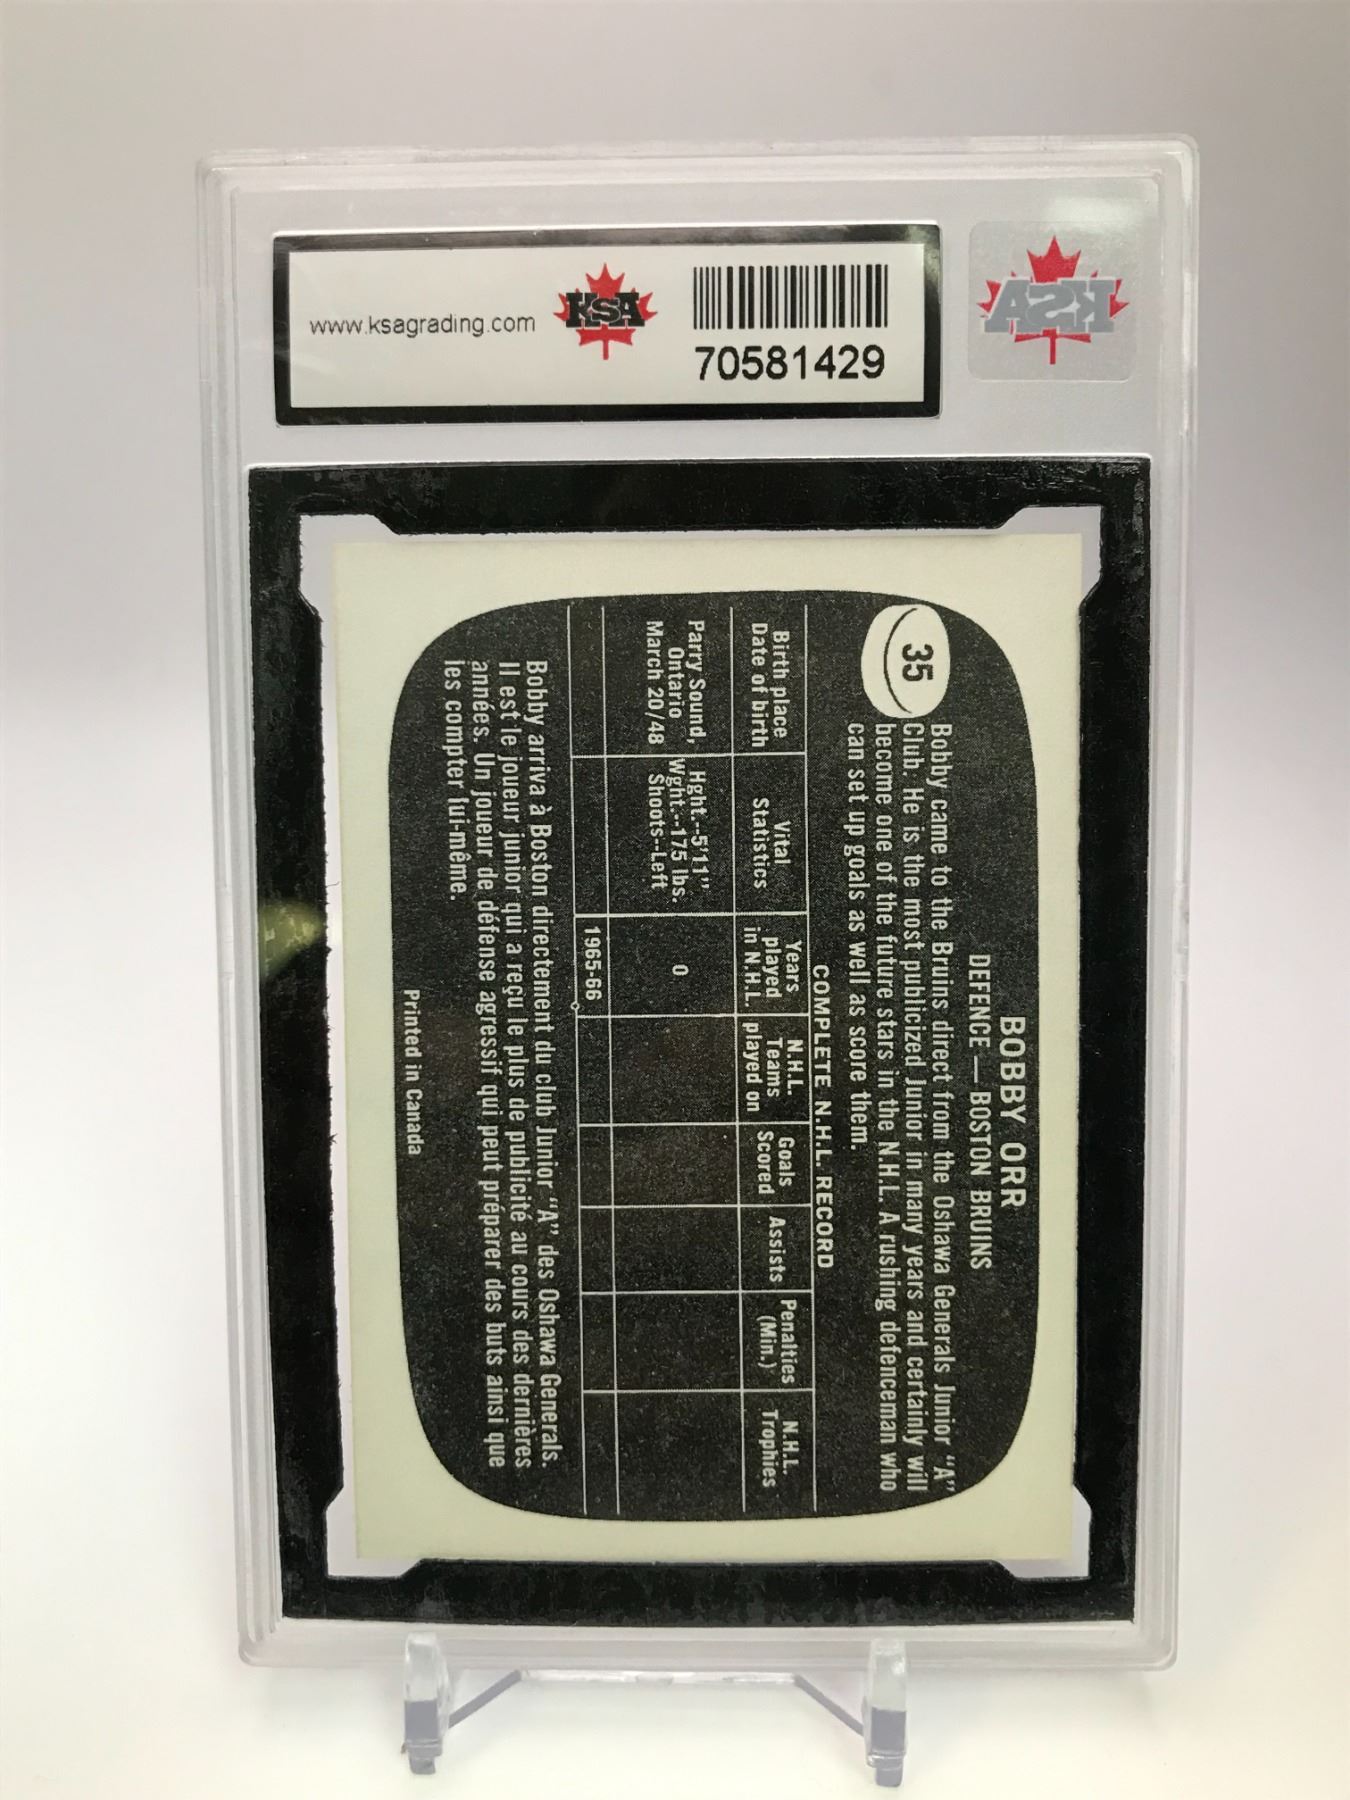 www.ksagrading.com
KSA
70581429
KSA
35
BOBBY ORR
DEFENCE — BOSTON BRUINS
Bobby came to the Bruins direct from the Oshawa Generals Junior "A"
Club. He is the most publicized Junior in many years and certainly will
become one of the future stars in the N.H.L. A rushing defenceman who
can set up goals as well as score them.
COMPLETE N.H.L. RECORD
Birth place
Date of birth
Vital
Statistics
Years
played
in N.H.L.
N.H.L.
Teams
played on
Goals
Scored
Assists
Penalties
(Min.)
N.H.L.
Trophies
Parry Sound,
Ontario
March 20/48
Hght.--5'11"
Wght.--175 lbs.
Shoots--Left
0
1965-66
Bobby arriva à Boston directement du club Junior "A" des Oshawa Generals.
Il est le joueur junior qui a reçu le plus de publicité au cours des dernières
années. Un joueur de défense agressif qui peut préparer des buts ainsi que
les compter lui-même.
Printed in Canada